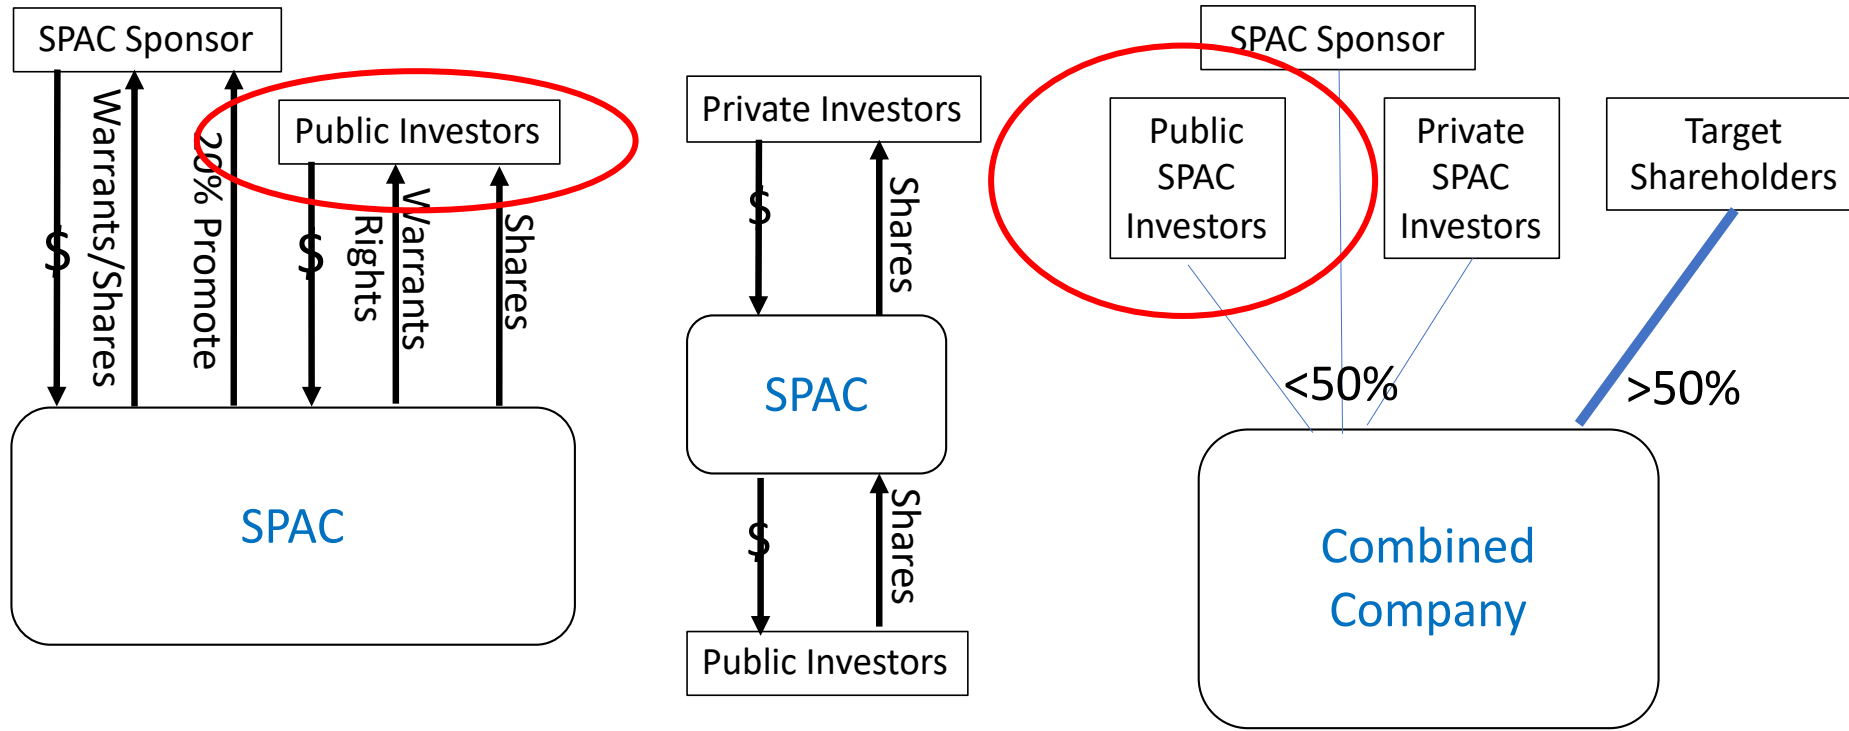 SPAC Sponsor
$
Warrants/Shares
20% Promote
Public Investors
$
Warrants
Rights
Shares
SPAC
Private Investors
$
Shares
SPAC
$
Shares
Public Investors
SPAC Sponsor
Public
SPAC
Investors
Private
SPAC
Investors
Target
Shareholders
<50%
>50%
Combined
Company